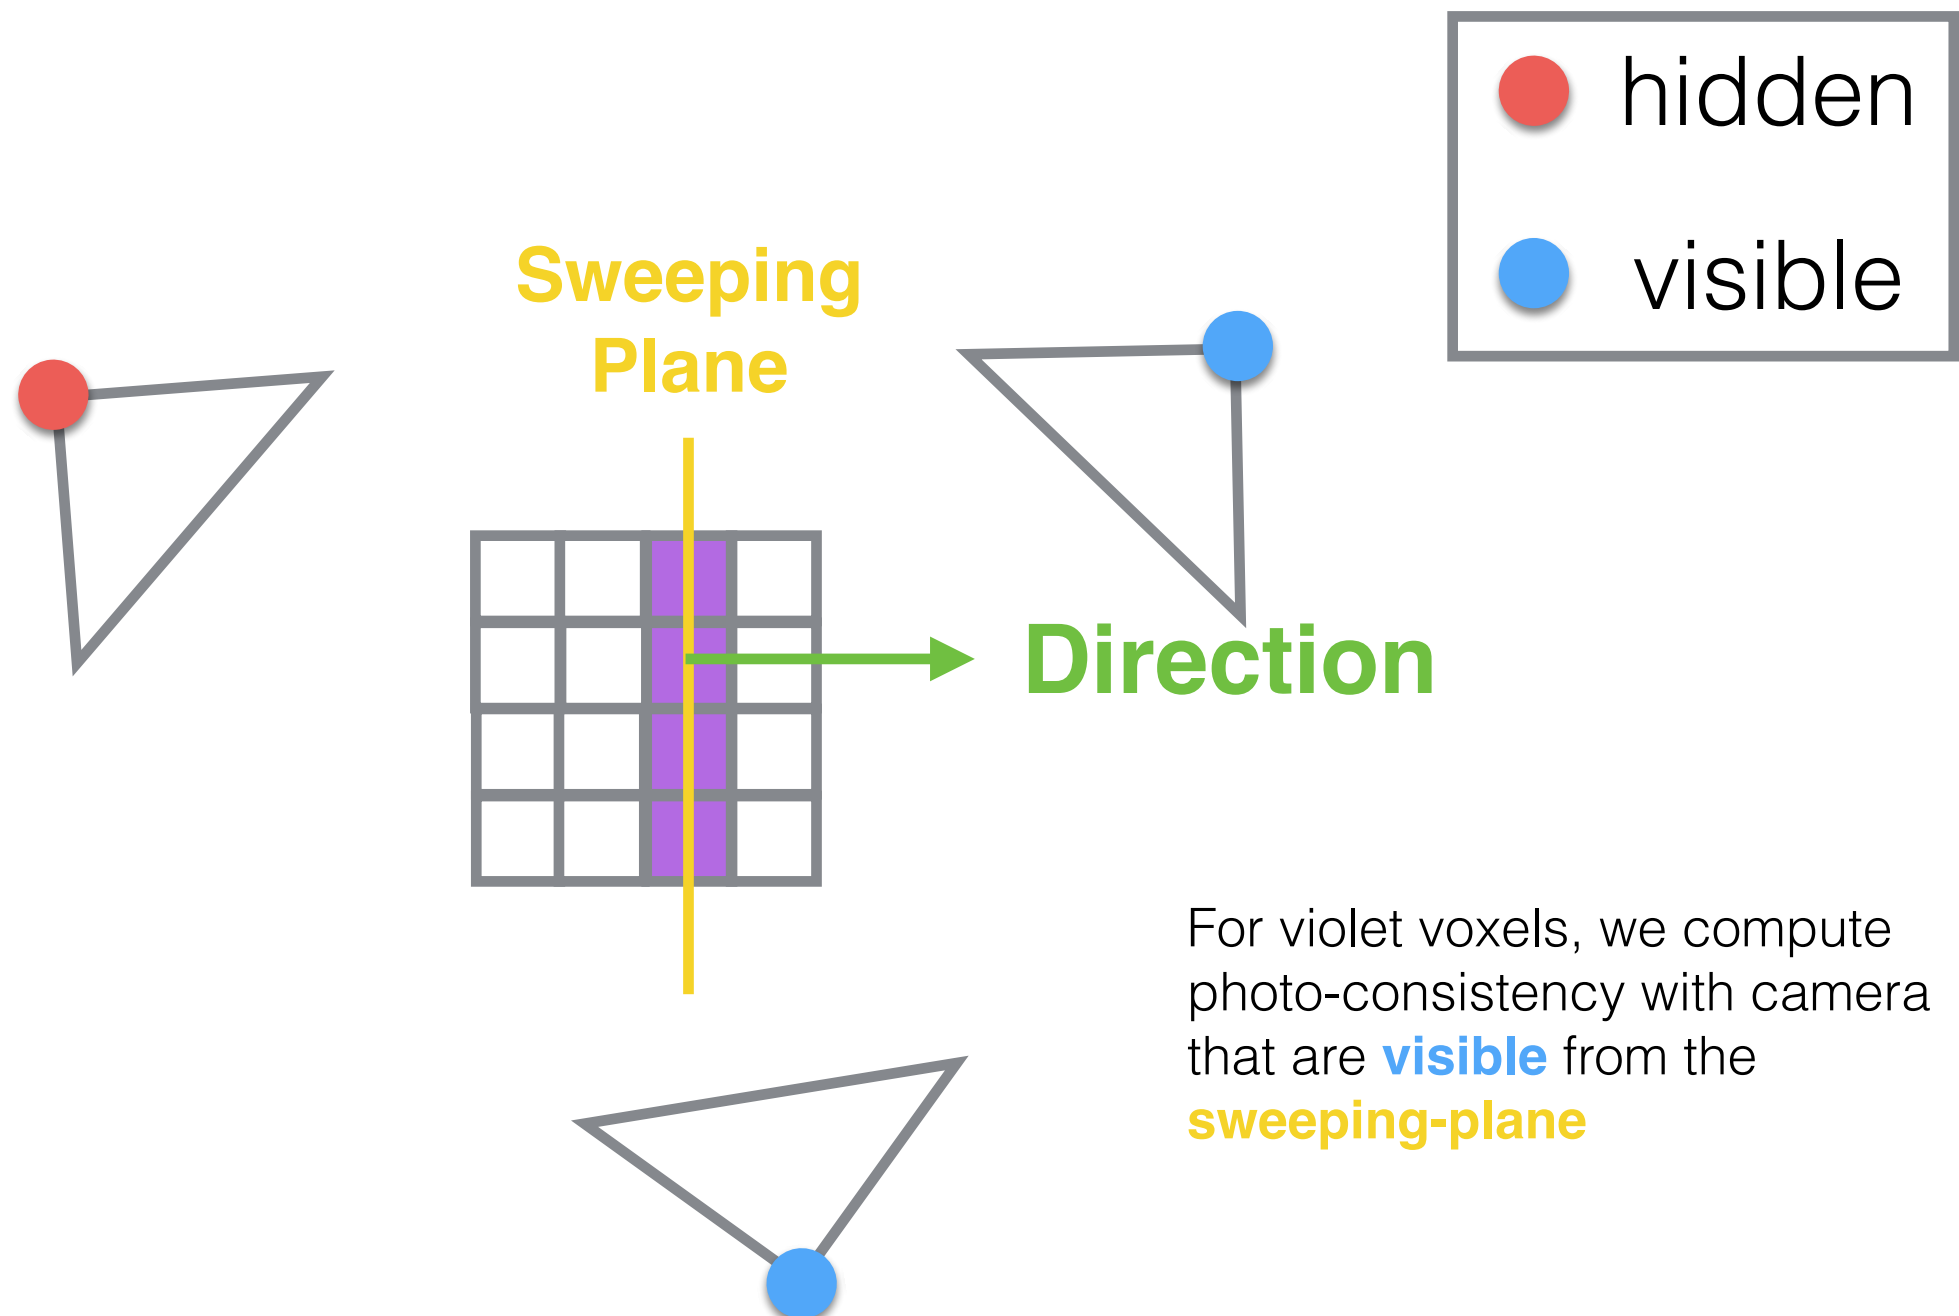 hidden
visible
Sweeping
Plane
Direction
For violet voxels, we compute
photo-consistency with camera
that are visible from the
sweeping-plane